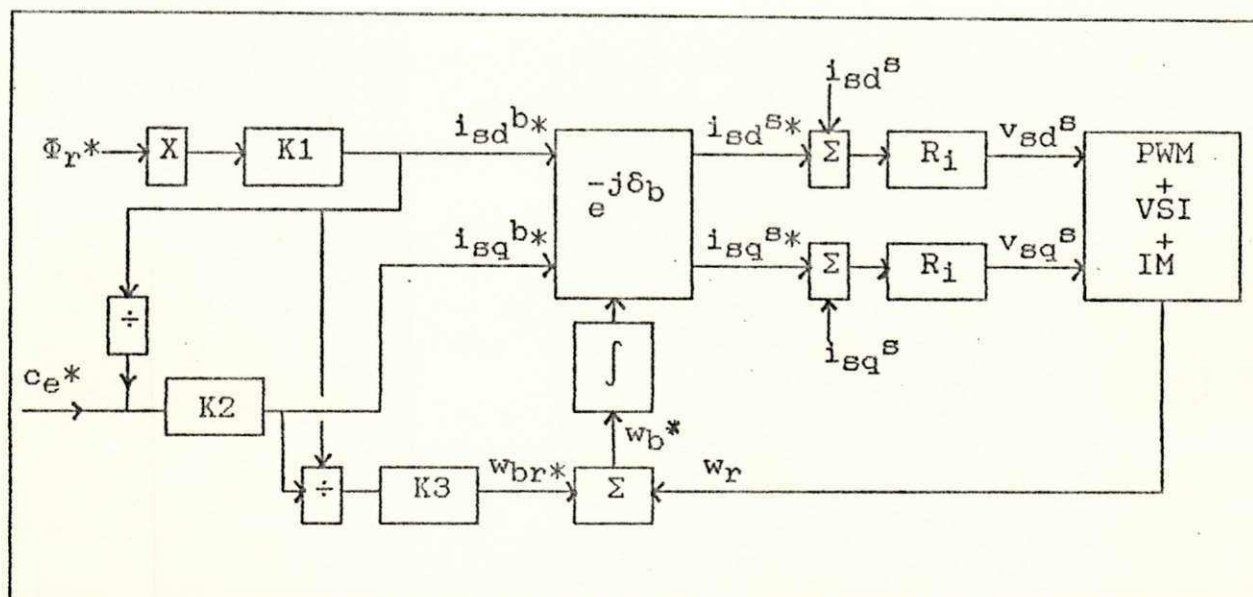 i_sd^s
Φ_r*
X
K1
i_sd^b*
e^-jδ_b
i_sd^s*
Σ
R_i
v_sd^s
PWM
+
VSI
+
IM
i_sq^b*
i_sq^s*
Σ
R_i
v_sq^s
i_sq^s
÷
∫
c_e*
K2
w_b*
÷
K3
w_br*
Σ
w_r